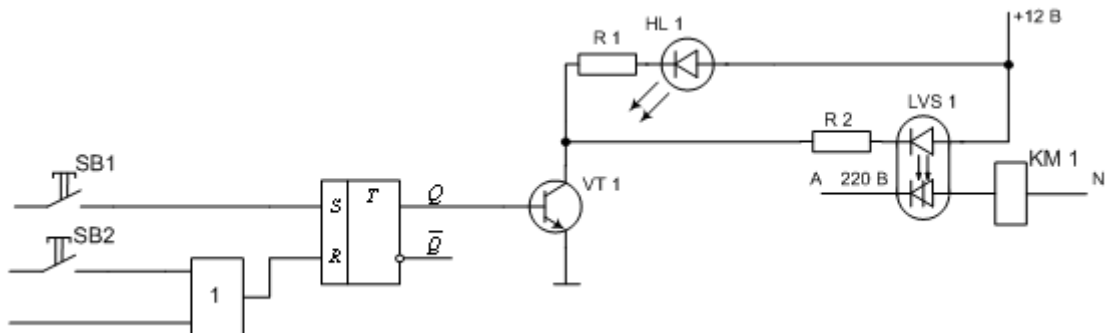 +12 В
R 1
HL 1
LVS 1
R 2
KM 1
A 220 В
N
SB1
VT 1
S T Q
SB2
R Q̅
1